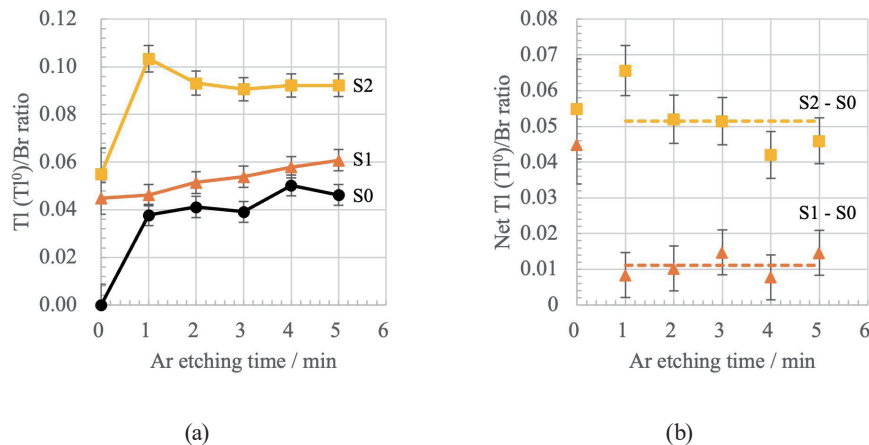 0.12
0.10
0.08
0.06
0.04
0.02
0.00
Tl (Tl⁰)/Br ratio
S2
S1
S0
0 1 2 3 4 5 6
Ar etching time / min
(a)
0.08
0.07
0.06
0.05
0.04
0.03
0.02
0.01
0
Net Tl (Tl⁰)/Br ratio
S2 - S0
S1 - S0
0 1 2 3 4 5 6
Ar etching time / min
(b)